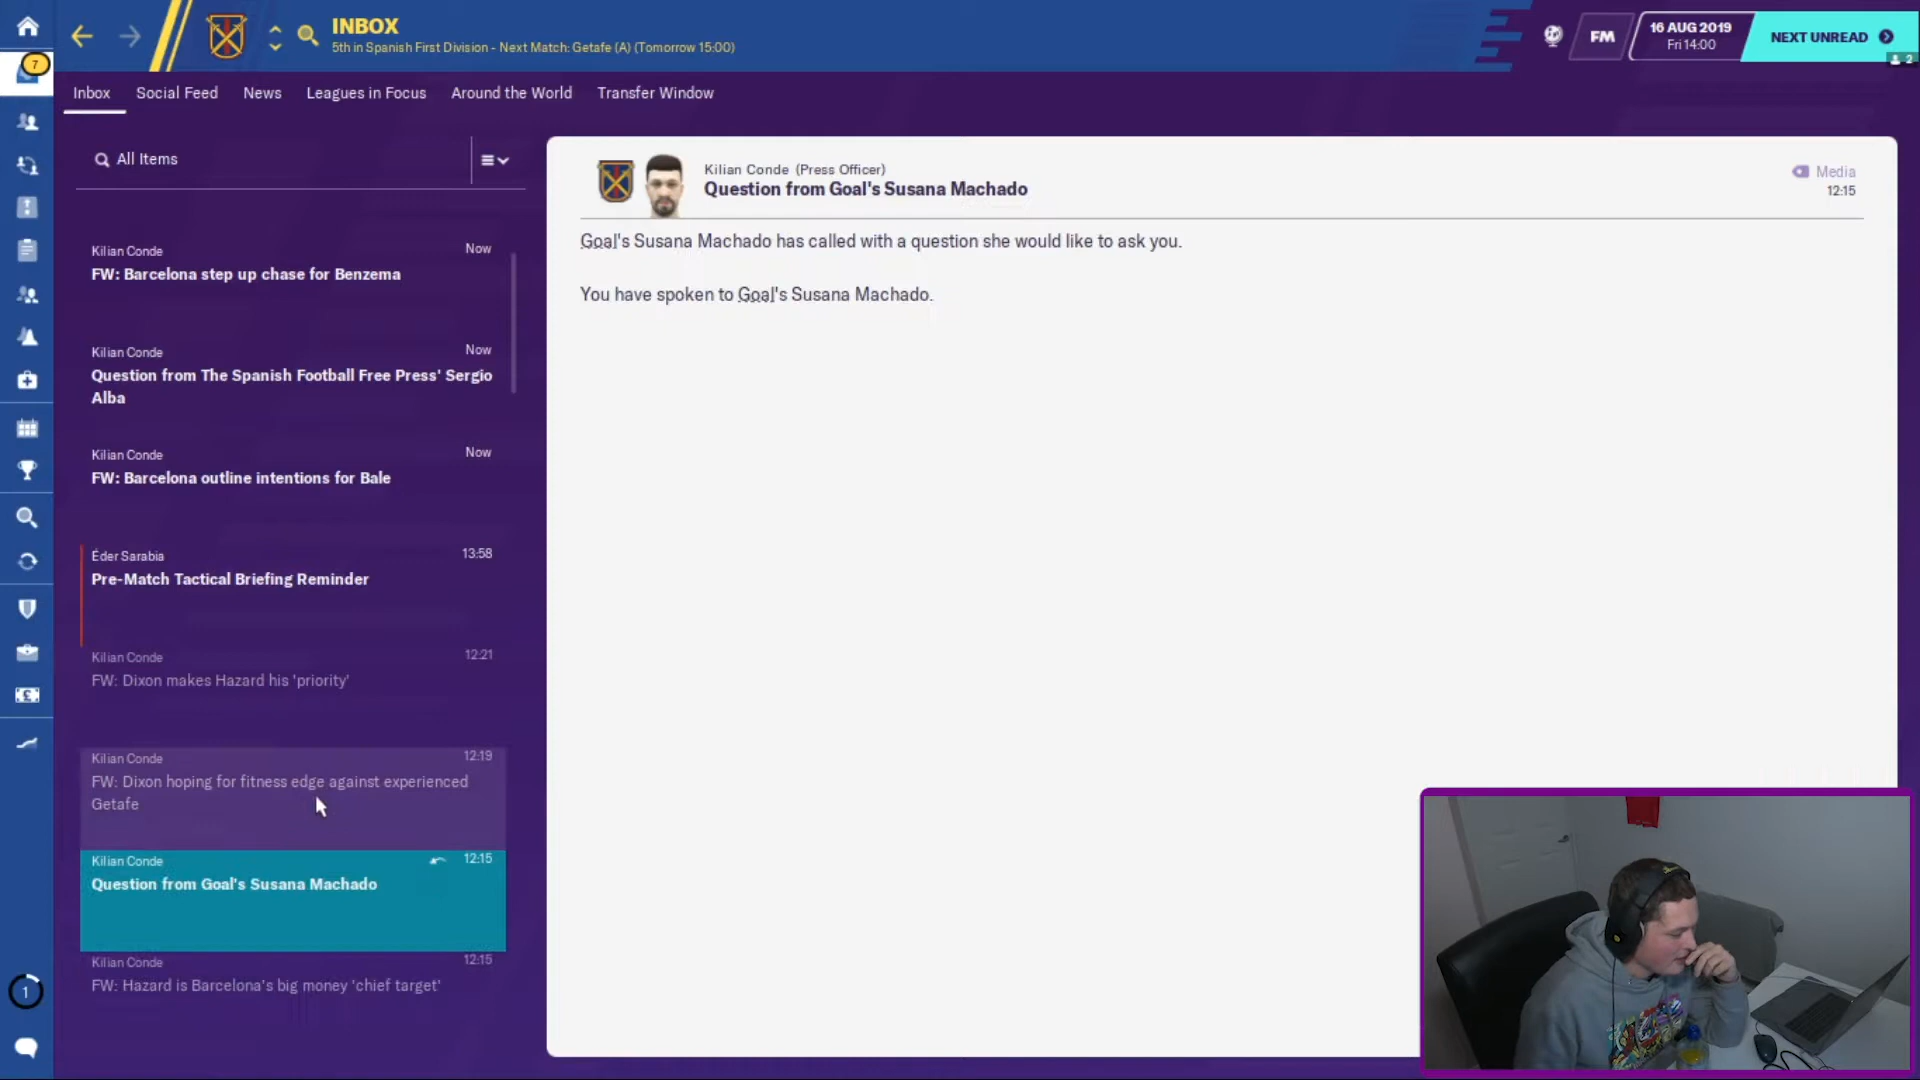 INBOX
5th in Spanish First Division - Next Match: Getafe (A) (Tomorrow 15:00)
FM
16 AUG 2019
Fri 14:00
NEXT UNREAD
2
7
Inbox
Social Feed
News
Leagues in Focus
Around the World
Transfer Window
All Items
Kilian Conde
Now
FW: Barcelona step up chase for Benzema
Kilian Conde
Now
Question from The Spanish Football Free Press' Sergio
Alba
Kilian Conde
Now
FW: Barcelona outline intentions for Bale
Éder Sarabia
13:58
Pre-Match Tactical Briefing Reminder
Kilian Conde
12:21
FW: Dixon makes Hazard his 'priority'
Kilian Conde
12:19
FW: Dixon hoping for fitness edge against experienced
Getafe
Kilian Conde
12:15
Question from Goal's Susana Machado
Kilian Conde
12:15
FW: Hazard is Barcelona's big money 'chief target'
1
Kilian Conde (Press Officer)
Question from Goal's Susana Machado
Media
12:15
Goal's Susana Machado has called with a question she would like to ask you.
You have spoken to Goal's Susana Machado.